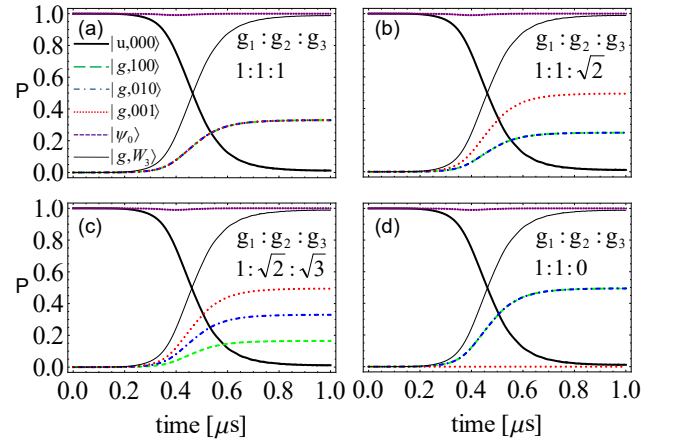 1.0
0.8
0.6
P
0.4
0.2
0.0
(a)
|u,000⟩
|g,100⟩
|g,010⟩
|g,001⟩
|ψ₀⟩
|g,W₃⟩
g₁ : g₂ : g₃
1:1:1
(b)
g₁ : g₂ : g₃
1:1:√2
1.0
0.8
0.6
P
0.4
0.2
0.0
(c)
g₁ : g₂ : g₃
1:√2:√3
0.0 0.2 0.4 0.6 0.8 1.0
time [μs]
(d)
g₁ : g₂ : g₃
1:1:0
0.0 0.2 0.4 0.6 0.8 1.0
time [μs]